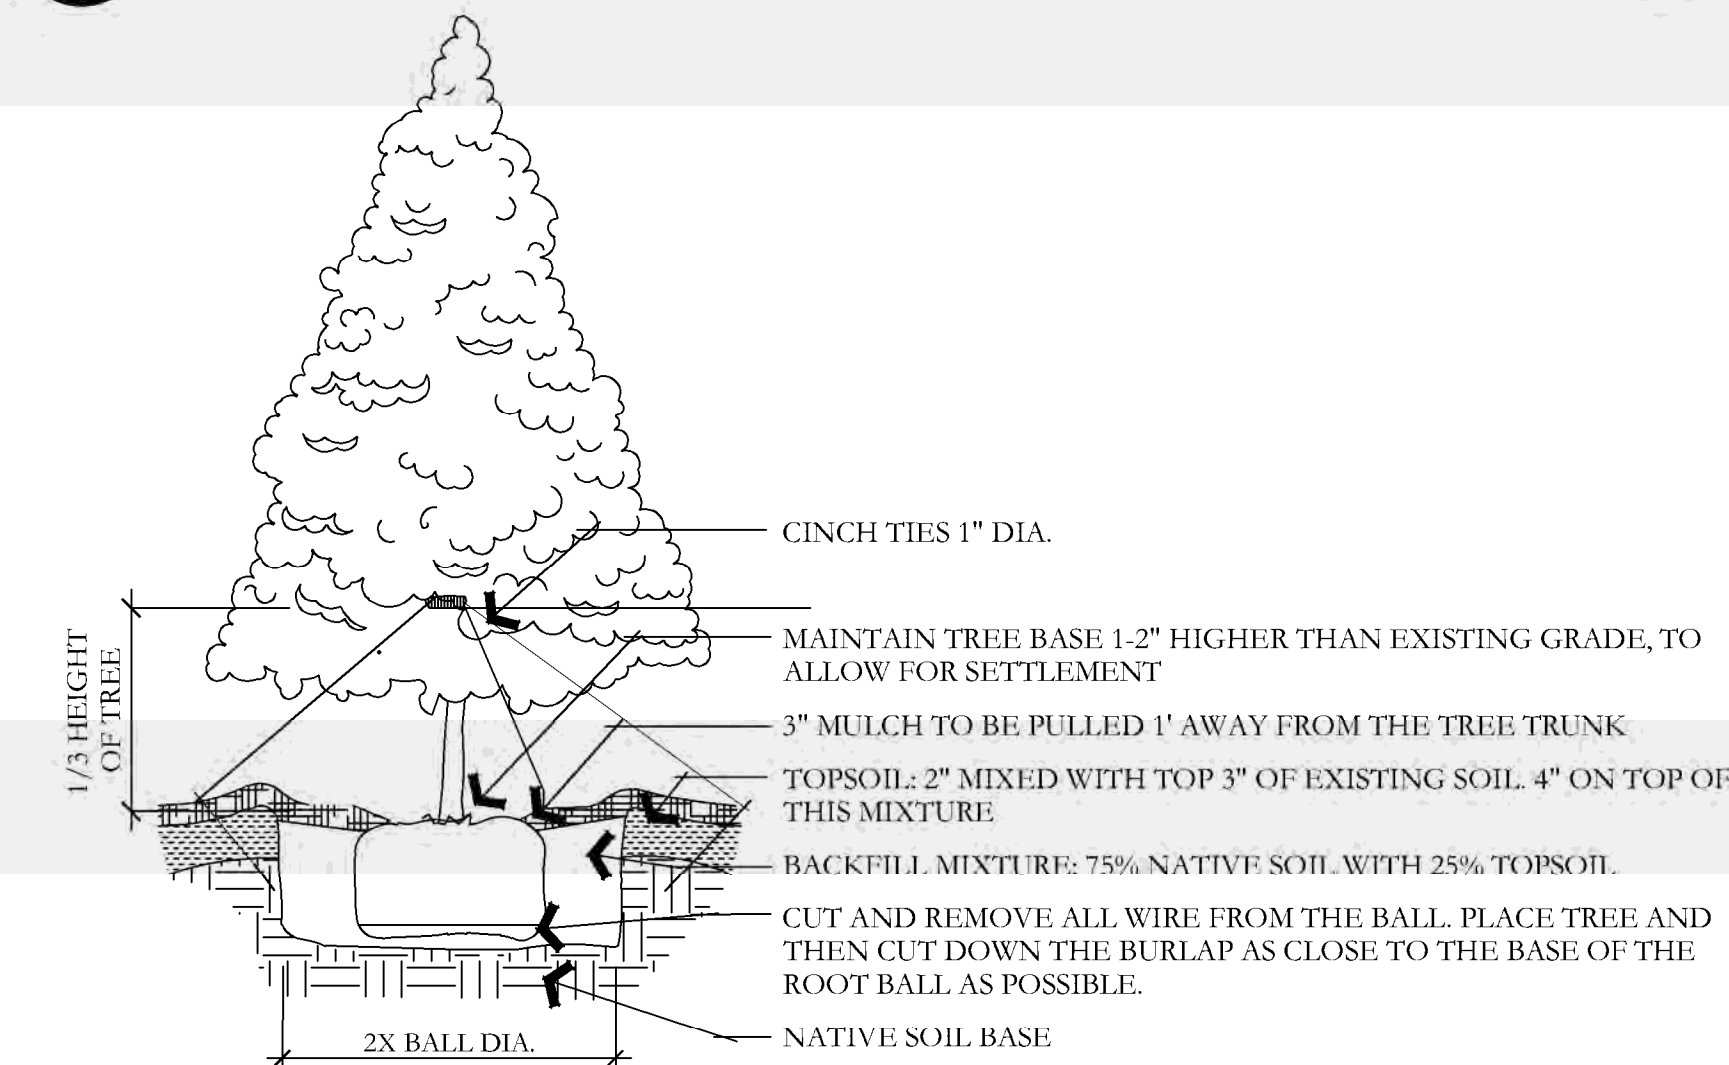 CINCH TIES 1" DIA.
MAINTAIN TREE BASE 1-2" HIGHER THAN EXISTING GRADE, TO
ALLOW FOR SETTLEMENT
1/3 HEIGHT
OF TREE
3" MULCH TO BE PULLED 1' AWAY FROM THE TREE TRUNK
TOPSOIL: 2" MIXED WITH TOP 3" OF EXISTING SOIL. 4" ON TOP OF
THIS MIXTURE
BACKFILL MIXTURE: 75% NATIVE SOIL WITH 25% TOPSOIL
CUT AND REMOVE ALL WIRE FROM THE BALL. PLACE TREE AND
THEN CUT DOWN THE BURLAP AS CLOSE TO THE BASE OF THE
ROOT BALL AS POSSIBLE.
NATIVE SOIL BASE
2X BALL DIA.